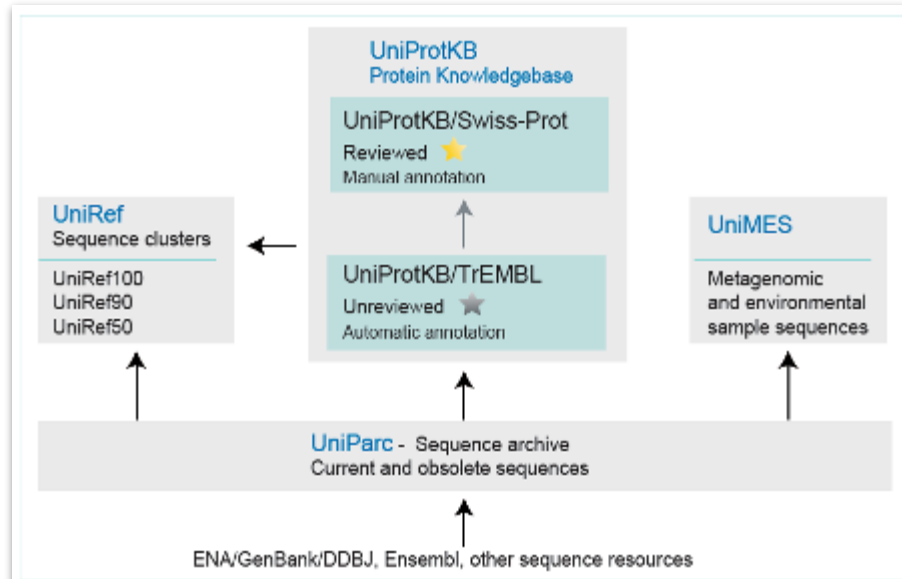 UniProtKB
Protein Knowledgebase
UniProtKB/Swiss-Prot
Reviewed
Manual annotation
UniRef
Sequence clusters
UniRef100
UniRef90
UniRef50
UniProtKB/TrEMBL
Unreviewed
Automatic annotation
UniMES
Metagenomic
and environmental
sample sequences
UniParc - Sequence archive
Current and obsolete sequences
ENA/GenBank/DDBJ, Ensembl, other sequence resources